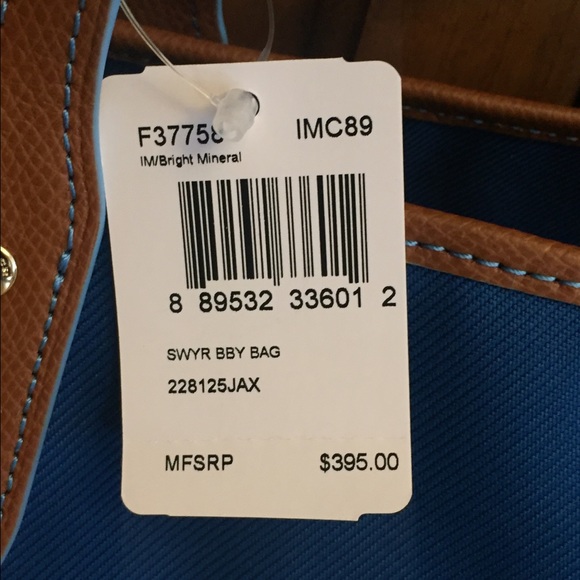 F37758
IMC89
IM/Bright Mineral
8 89532 33601 2
SWYR BBY BAG
228125JAX
MFSRP $395.00